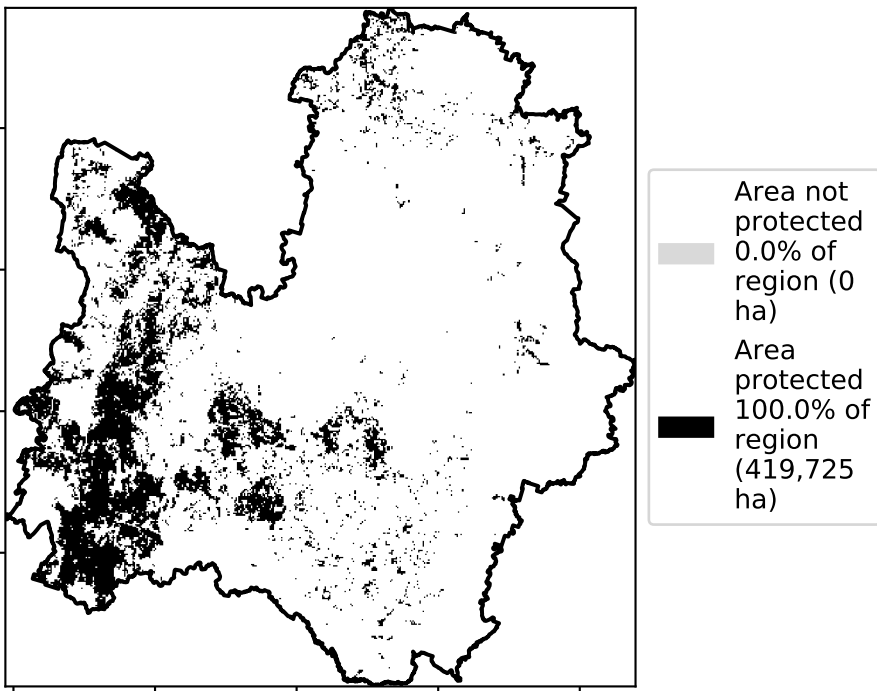 Area not
protected
0.0% of
region (0
ha)
Area
protected
100.0% of
region
(419,725
ha)